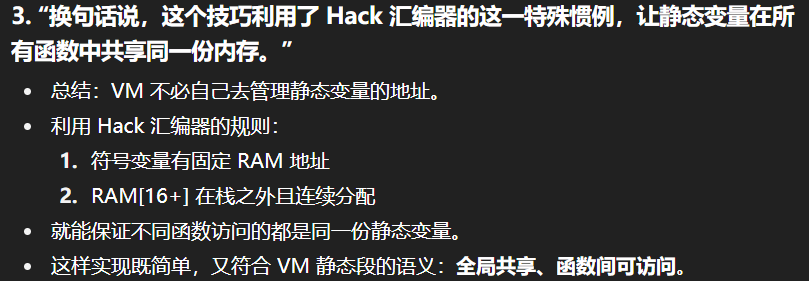 3. “换句话说，这个技巧利用了 Hack 汇编器的这一特殊惯例，让静态变量在所
有函数中共享同一份内存。”
• 总结：VM 不必自己去管理静态变量的地址。
• 利用 Hack 汇编器的规则：
1. 符号变量有固定 RAM 地址
2. RAM[16+] 在栈之外且连续分配
• 就能保证不同函数访问的都是同一份静态变量。
• 这样实现既简单，又符合 VM 静态段的语义：全局共享、函数间可访问。